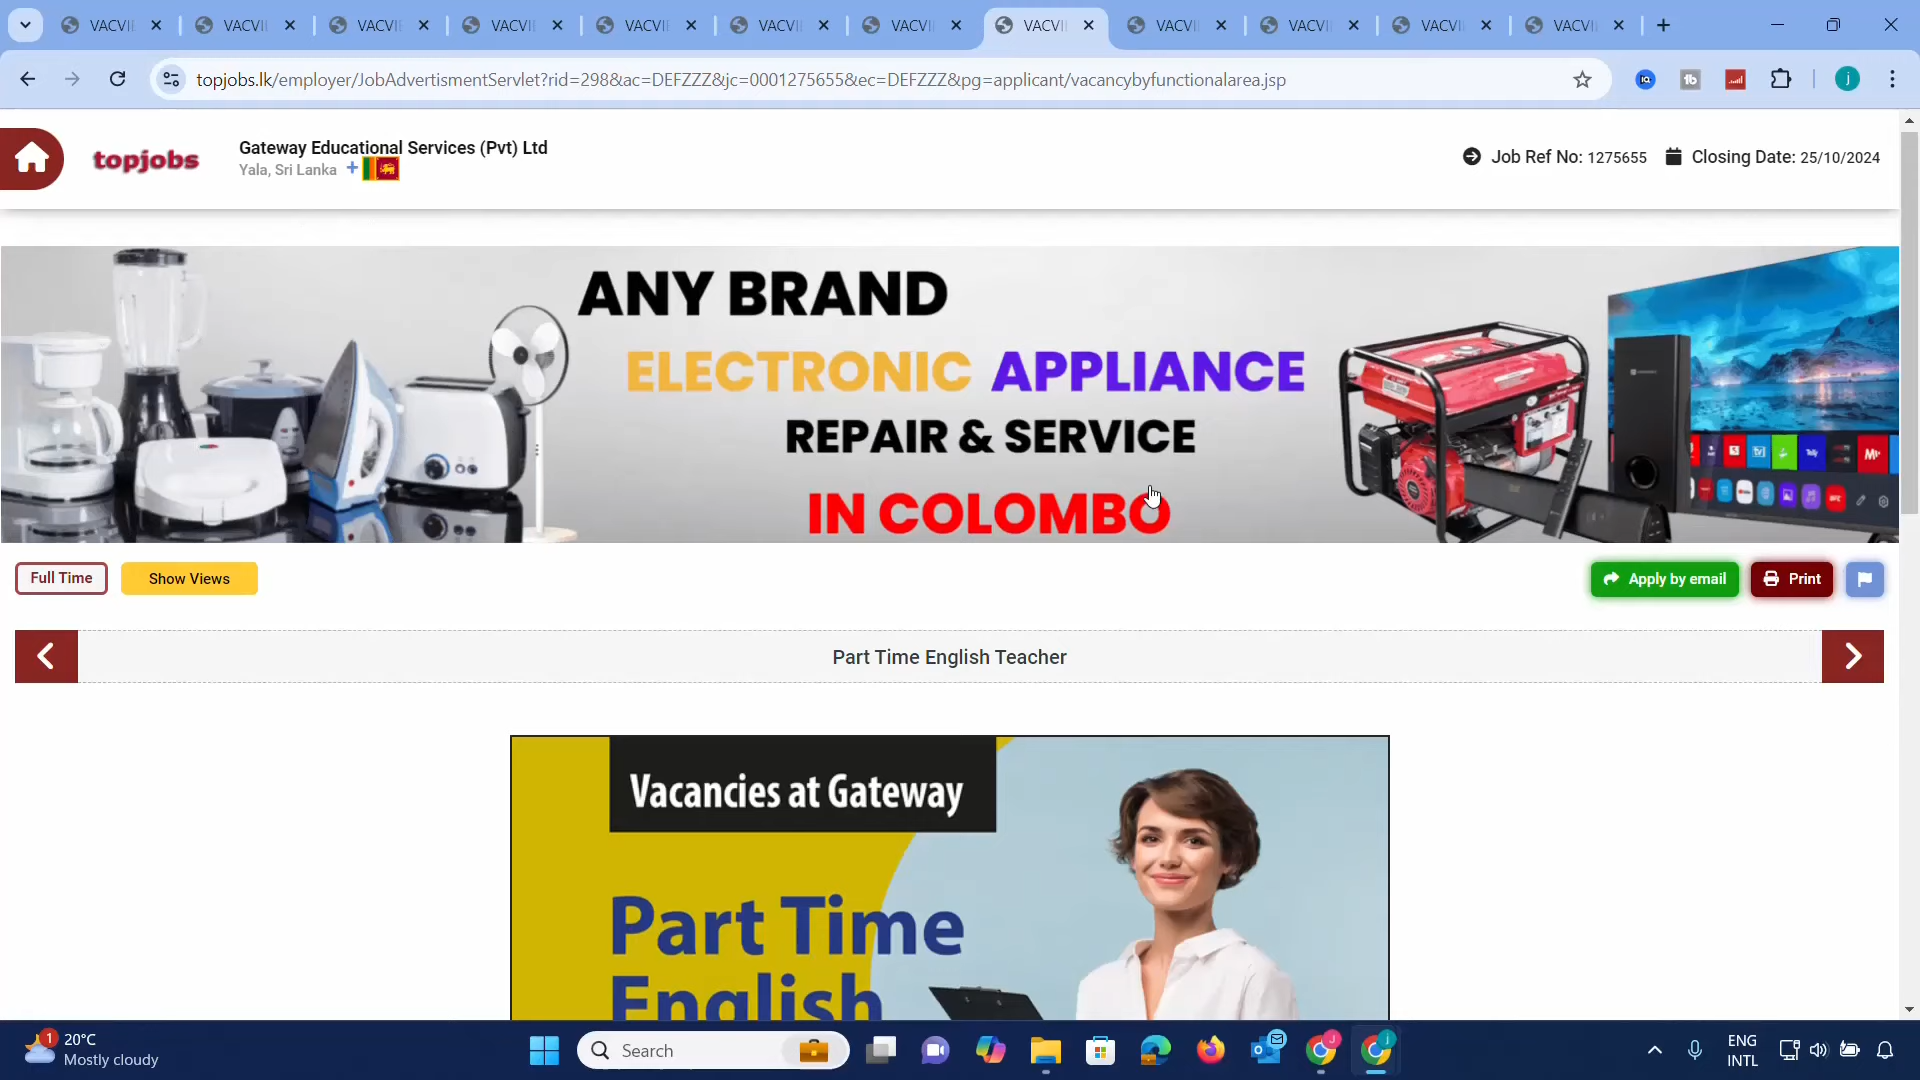 VACVI VACVI VACVI VACVI VACVI VACVI VACVI VACVI VACVI VACVI VACVI VACVI
topjobs.lk/employer/JobAdvertismentServlet?rid=298&ac=DEFZZZ&jc=0001275655&ec=DEFZZZ&pg=applicant/vacancybyfunctionalarea.jsp
topjobs
Gateway Educational Services (Pvt) Ltd
Yala, Sri Lanka +
Job Ref No: 1275655 Closing Date: 25/10/2024
ANY BRAND
ELECTRONIC APPLIANCE
REPAIR & SERVICE
IN COLOMBO
Full Time Show Views Apply by email Print
Part Time English Teacher
Vacancies at Gateway
Part Time
English
1 20°C
Mostly cloudy
Search
ENG
INTL